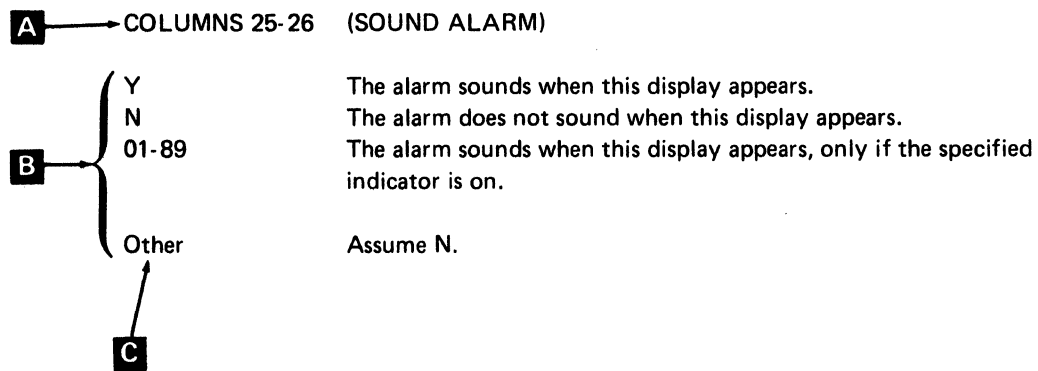 A COLUMNS 25-26 (SOUND ALARM)
Y The alarm sounds when this display appears.
N The alarm does not sound when this display appears.
01-89 The alarm sounds when this display appears, only if the specified
indicator is on.
B
Other Assume N.
C